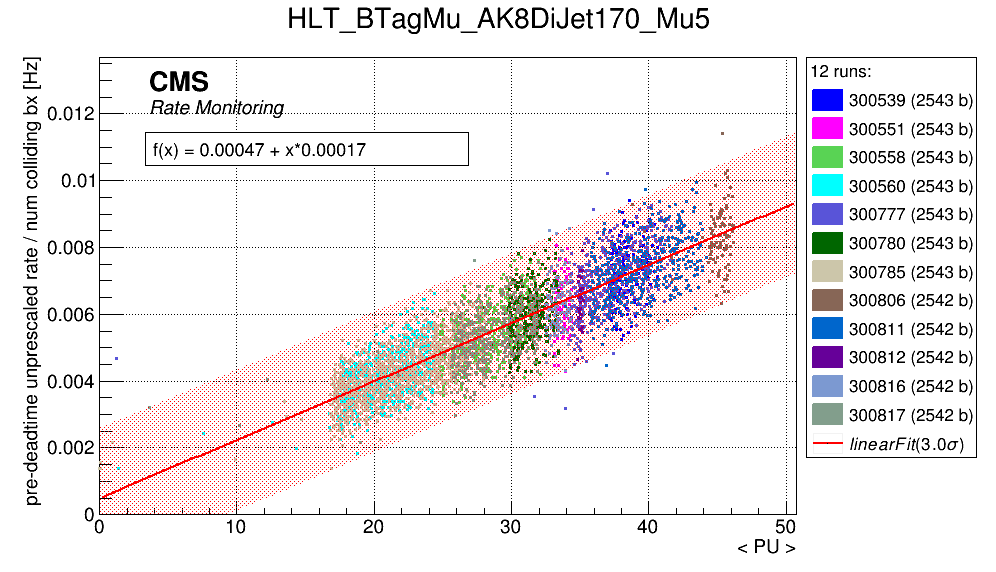 HLT_BTagMu_AK8DiJet170_Mu5
pre-deadtime unprescaled rate / num colliding bx [Hz]
CMS
Rate Monitoring
f(x) = 0.00047 + x*0.00017
0.012
0.01
0.008
0.006
0.004
0.002
0
0
10
20
30
40
50
< PU >
12 runs:
300539 (2543 b)
300551 (2543 b)
300558 (2543 b)
300560 (2543 b)
300777 (2543 b)
300780 (2543 b)
300785 (2543 b)
300806 (2542 b)
300811 (2542 b)
300812 (2542 b)
300816 (2542 b)
300817 (2542 b)
linearFit(3.0σ)